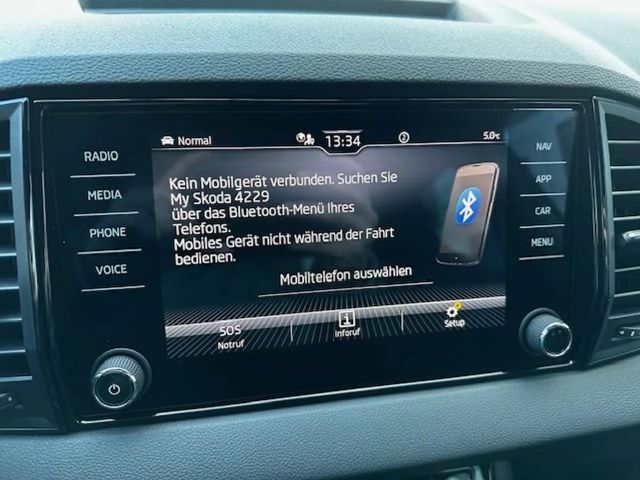 Normal
13:34
2
5.0°C
RADIO
MEDIA
PHONE
VOICE
NAV
APP
CAR
MENU
Kein Mobilgerät verbunden. Suchen Sie
My Skoda 4229
über das Bluetooth-Menü Ihres
Telefons.
Mobiles Gerät nicht während der Fahrt
bedienen.
Mobiltelefon auswählen
SOS
Notruf
i
Inforuf
Setup